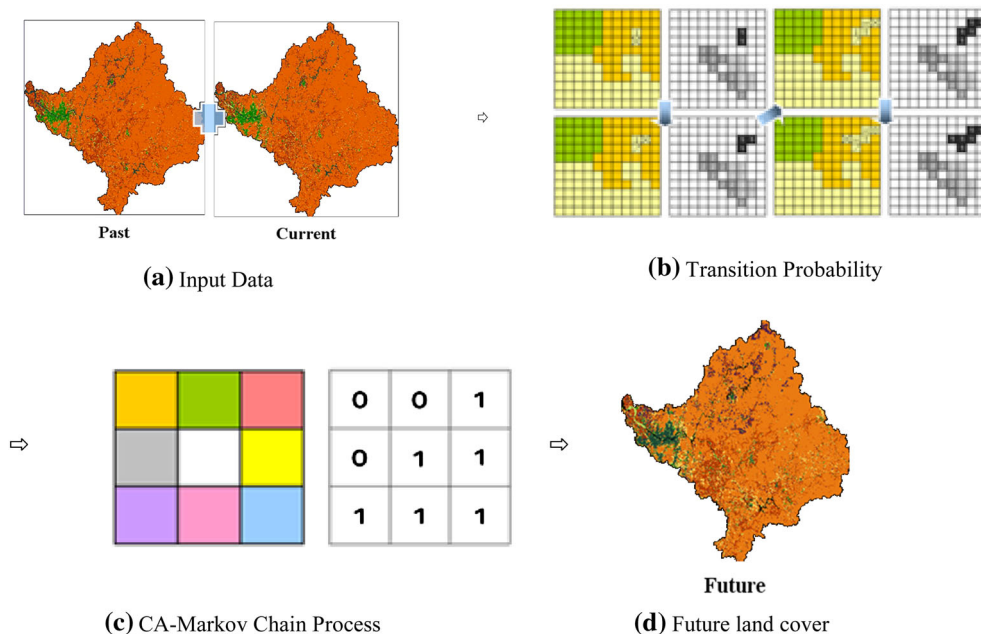 Past
Current
(a) Input Data
(b) Transition Probability
0 0 1
0 1 1
1 1 1
(c) CA-Markov Chain Process
Future
(d) Future land cover